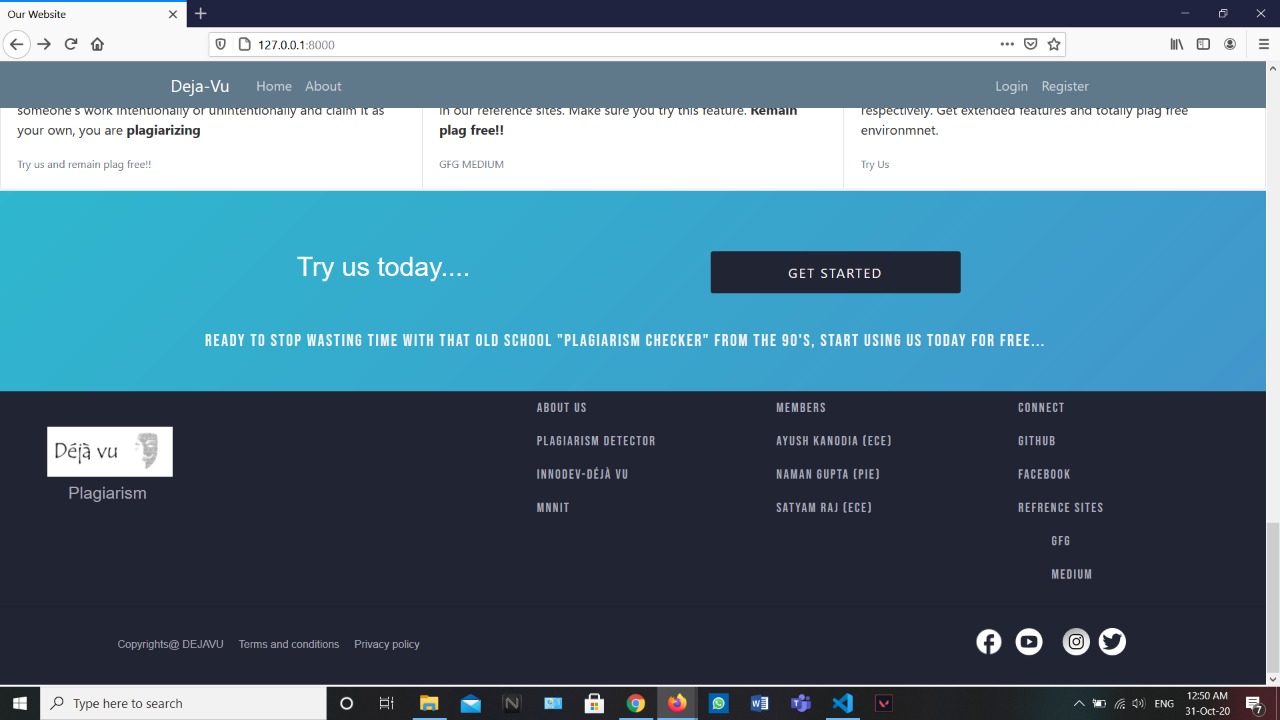 Our Website
127.0.0.1:8000
Deja-Vu Home About Login Register
someone's work intentionally or unintentionally and claim it as
your own, you are plagiarizing
Try us and remain plag free!!
in our reference sites. Make sure you try this feature. Remain
plag free!!
GFG MEDIUM
respectively. Get extended features and totally plag free
environmnet.
Try Us
Try us today....
GET STARTED
READY TO STOP WASTING TIME WITH THAT OLD SCHOOL "PLAGIARISM CHECKER" FROM THE 90'S, START USING US TODAY FOR FREE...
Déjà vu
Plagiarism
ABOUT US
PLAGIARISM DETECTOR
INNODEV-DÉJÀ VU
MNNIT
MEMBERS
AYUSH KANODIA (ECE)
NAMAN GUPTA (PIE)
SATYAM RAJ (ECE)
CONNECT
GITHUB
FACEBOOK
REFRENCE SITES
GFG
MEDIUM
Copyrights@ DEJAVU Terms and conditions Privacy policy
Type here to search
ENG
12:50 AM
31-Oct-20
7